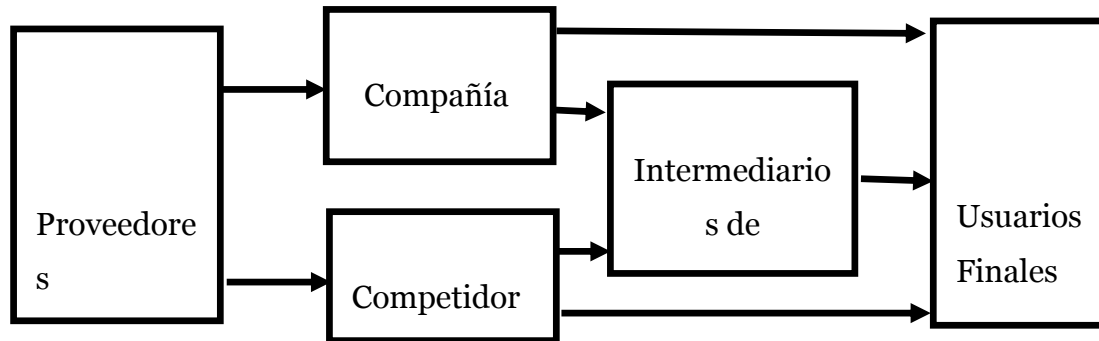 Proveedore
s
Compañía
Competidor
Intermediario
s de
Usuarios
Finales